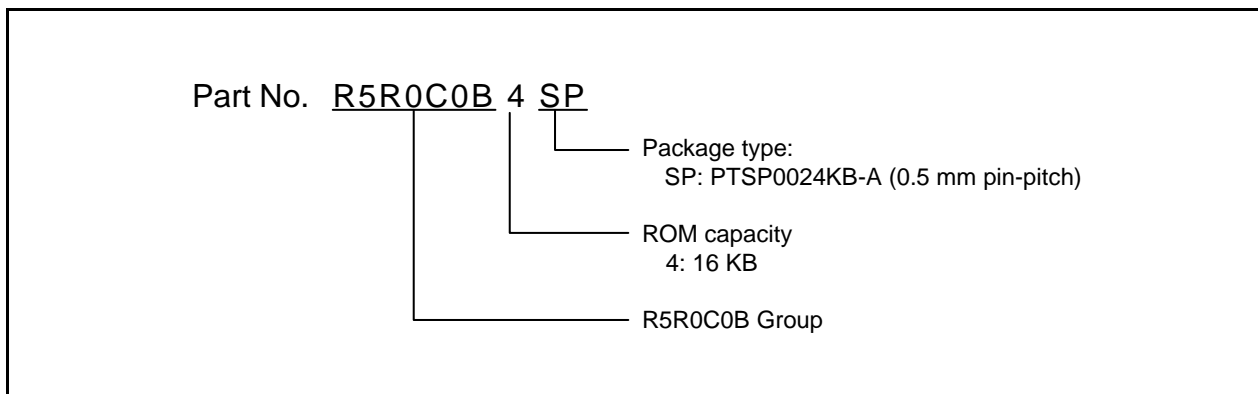 Part No. R5R0C0B 4 SP
Package type:
SP: PTSP0024KB-A (0.5 mm pin-pitch)
ROM capacity
4: 16 KB
R5R0C0B Group